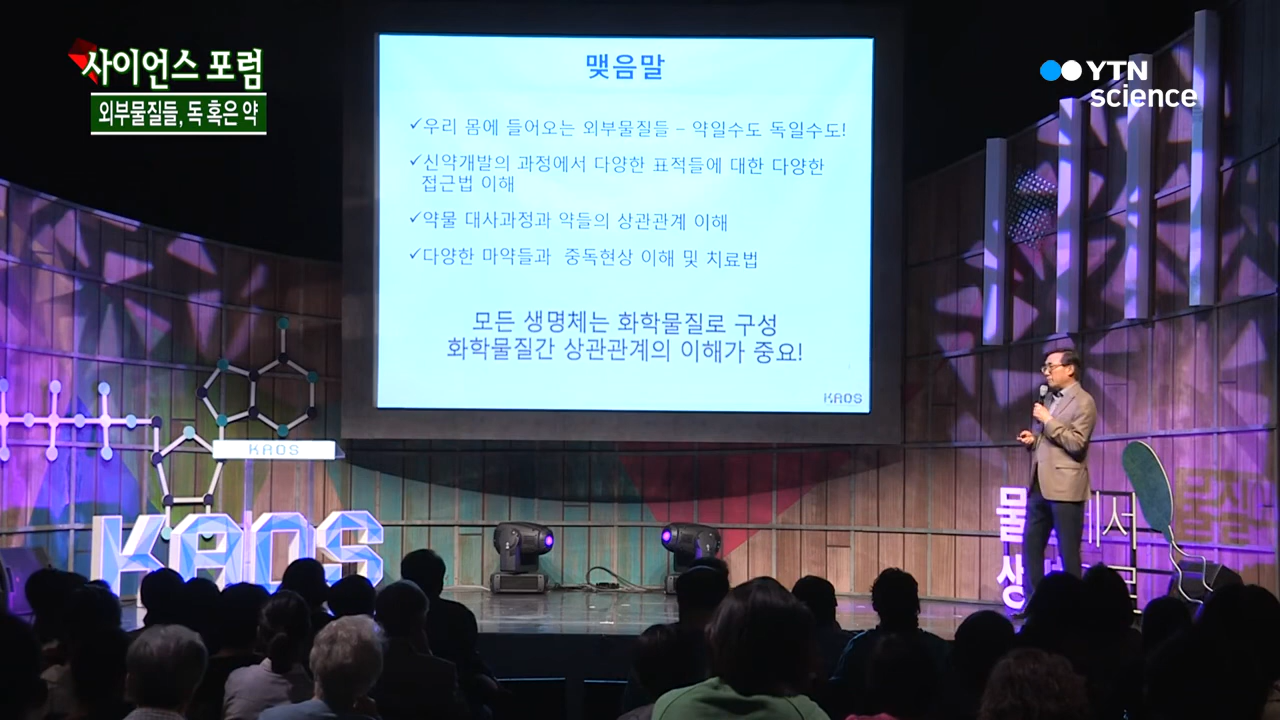 사이언스 포럼
외부물질들, 독 혹은 약
YTN
science
맺음말
✓우리 몸에 들어오는 외부물질들 – 약일수도 독일수도!
✓신약개발의 과정에서 다양한 표적들에 대한 다양한
접근법 이해
✓약물 대사과정과 약들의 상관관계 이해
✓다양한 마약들과 중독현상 이해 및 치료법
모든 생명체는 화학물질로 구성
화학물질간 상관관계의 이해가 중요!
KAOS
KAOS
KAOS
물
에서
생